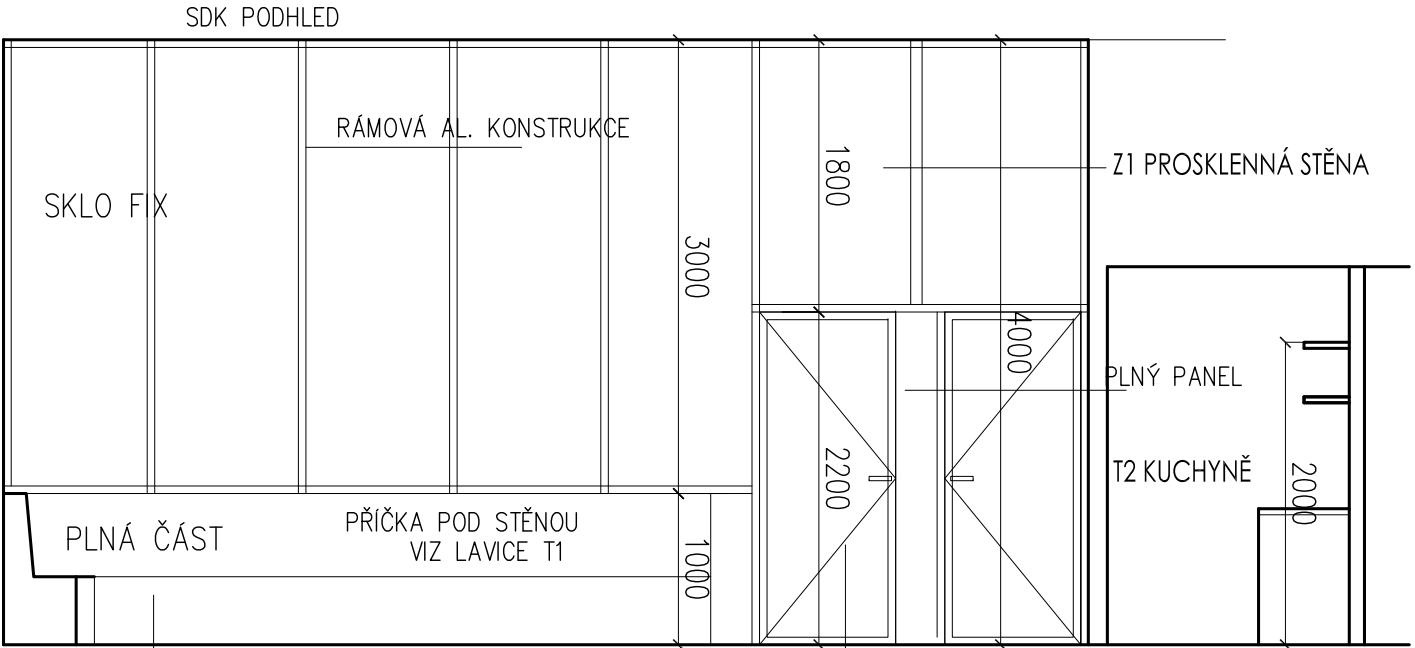 SDK PODHLED
RÁMOVÁ AL. KONSTRUKCE
1800
Z1 PROSKLENNÁ STĚNA
SKLO FIX
3000
4000
PLNÝ PANEL
2200
T2 KUCHYNĚ
2000
PLNÁ ČÁST
PŘÍČKA POD STĚNOU
VIZ LAVICE T1
1000